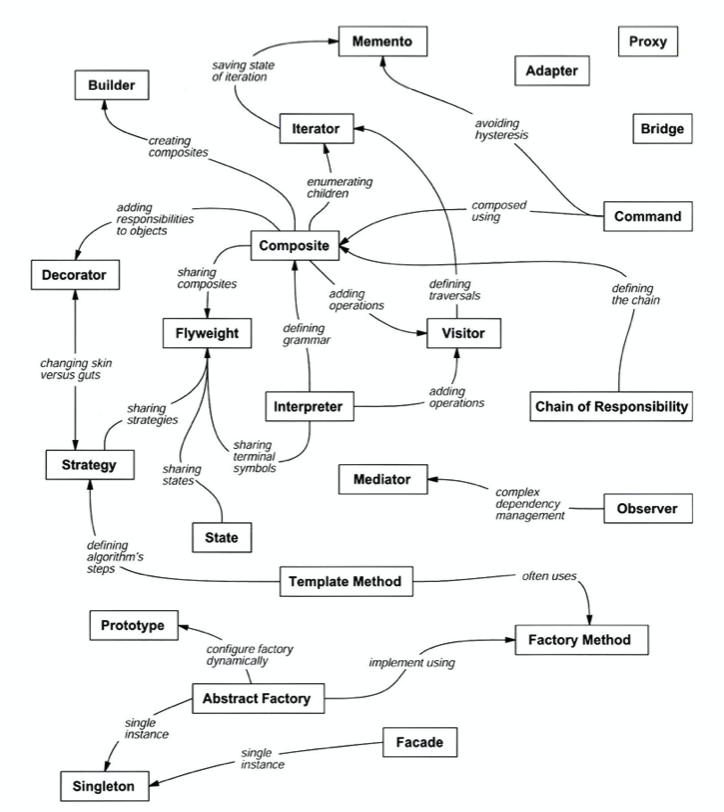 Memento
Proxy
Adapter
saving state
of iteration
Builder
Iterator
avoiding
hysteresis
Bridge
creating
composites
enumerating
children
adding
responsibilities
to objects
composed
using
Command
Composite
Decorator
sharing
composites
adding
operations
defining
traversals
defining
the chain
Flyweight
defining
grammar
Visitor
changing skin
versus guts
sharing
strategies
Interpreter
adding
operations
Chain of Responsibility
sharing
terminal
symbols
Strategy
sharing
states
Mediator
complex
dependency
management
Observer
State
defining
algorithm's
steps
Template Method
often uses
Prototype
configure factory
dynamically
implement using
Factory Method
Abstract Factory
single
instance
Facade
single
instance
Singleton